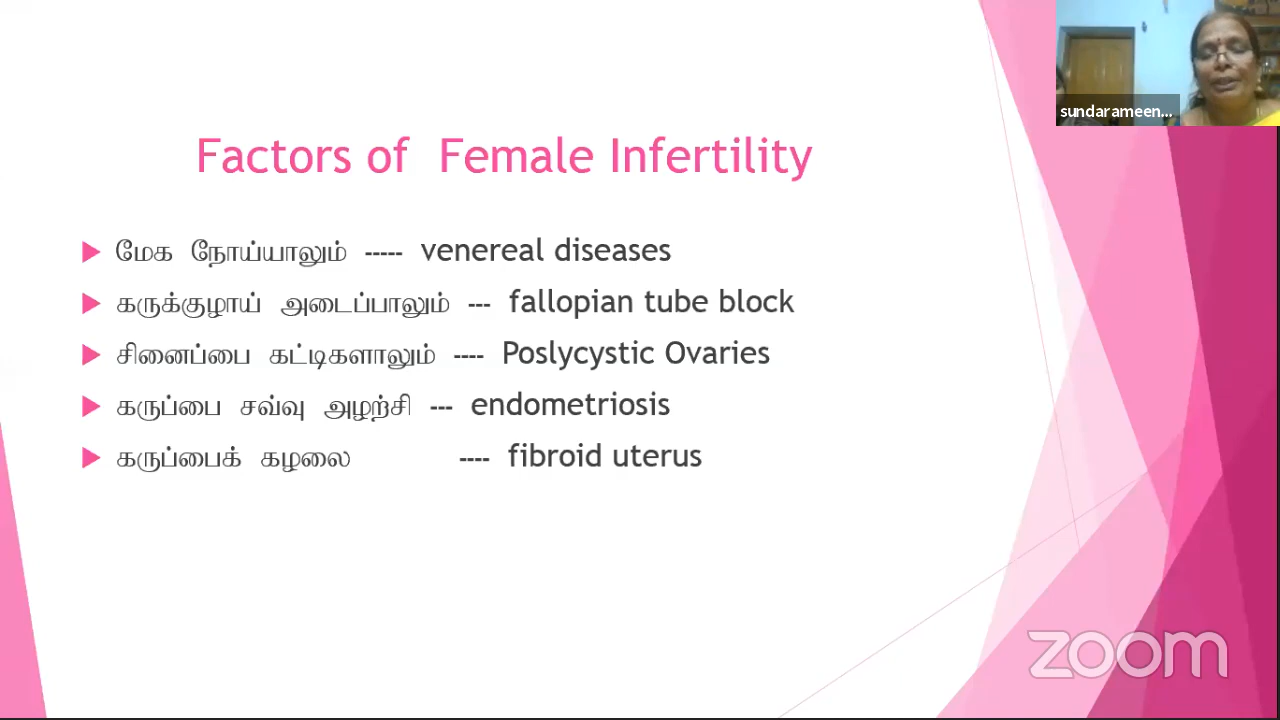 sundarameen...
Factors of Female Infertility
மேக நோய்யாலும் ----- venereal diseases
கருக்குழாய் அடைப்பாலும் --- fallopian tube block
சினைப்பை கட்டிகளாலும் ---- Poslycystic Ovaries
கருப்பை சவ்வு அழற்சி --- endometriosis
கருப்பைக் கழலை ---- fibroid uterus
zoom